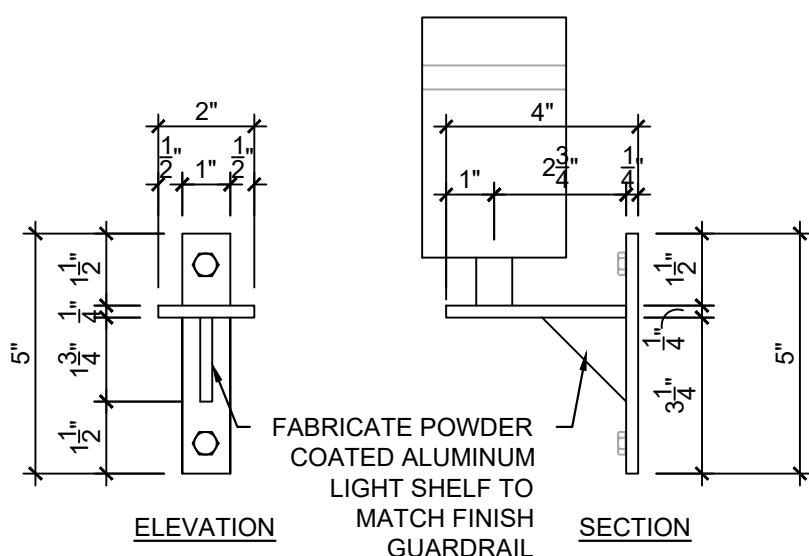 2"
1/2"
1"
1/2"
1 1/2"
1/4"
1 3/4"
1 1/2"
5"
4"
1"
2 3/4"
1/4"
1 1/2"
1/4"
3 1/4"
5"
FABRICATE POWDER
COATED ALUMINUM
LIGHT SHELF TO
MATCH FINISH
GUARDRAIL
ELEVATION
SECTION